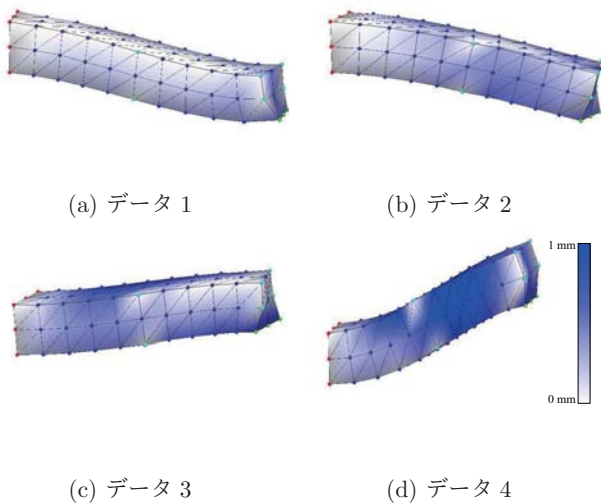 (a) データ 1
(b) データ 2
1 mm
0 mm
(c) データ 3
(d) データ 4